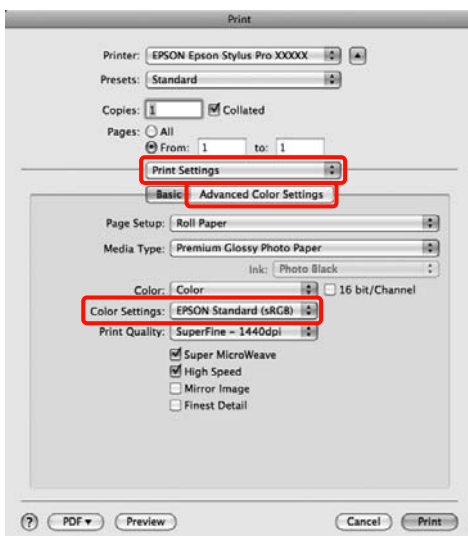 Print
Printer: EPSON Epson Stylus Pro XXXXX
Presets: Standard
Copies: 1 Collated
Pages: All
From: 1 to: 1
Print Settings
Basic Advanced Color Settings
Page Setup: Roll Paper
Media Type: Premium Glossy Photo Paper
Ink: Photo Black
Color: Color 16 bit/Channel
Color Settings: EPSON Standard (sRGB)
Print Quality: SuperFine - 1440dpi
Super MicroWeave
High Speed
Mirror Image
Finest Detail
? PDF Preview Cancel Print